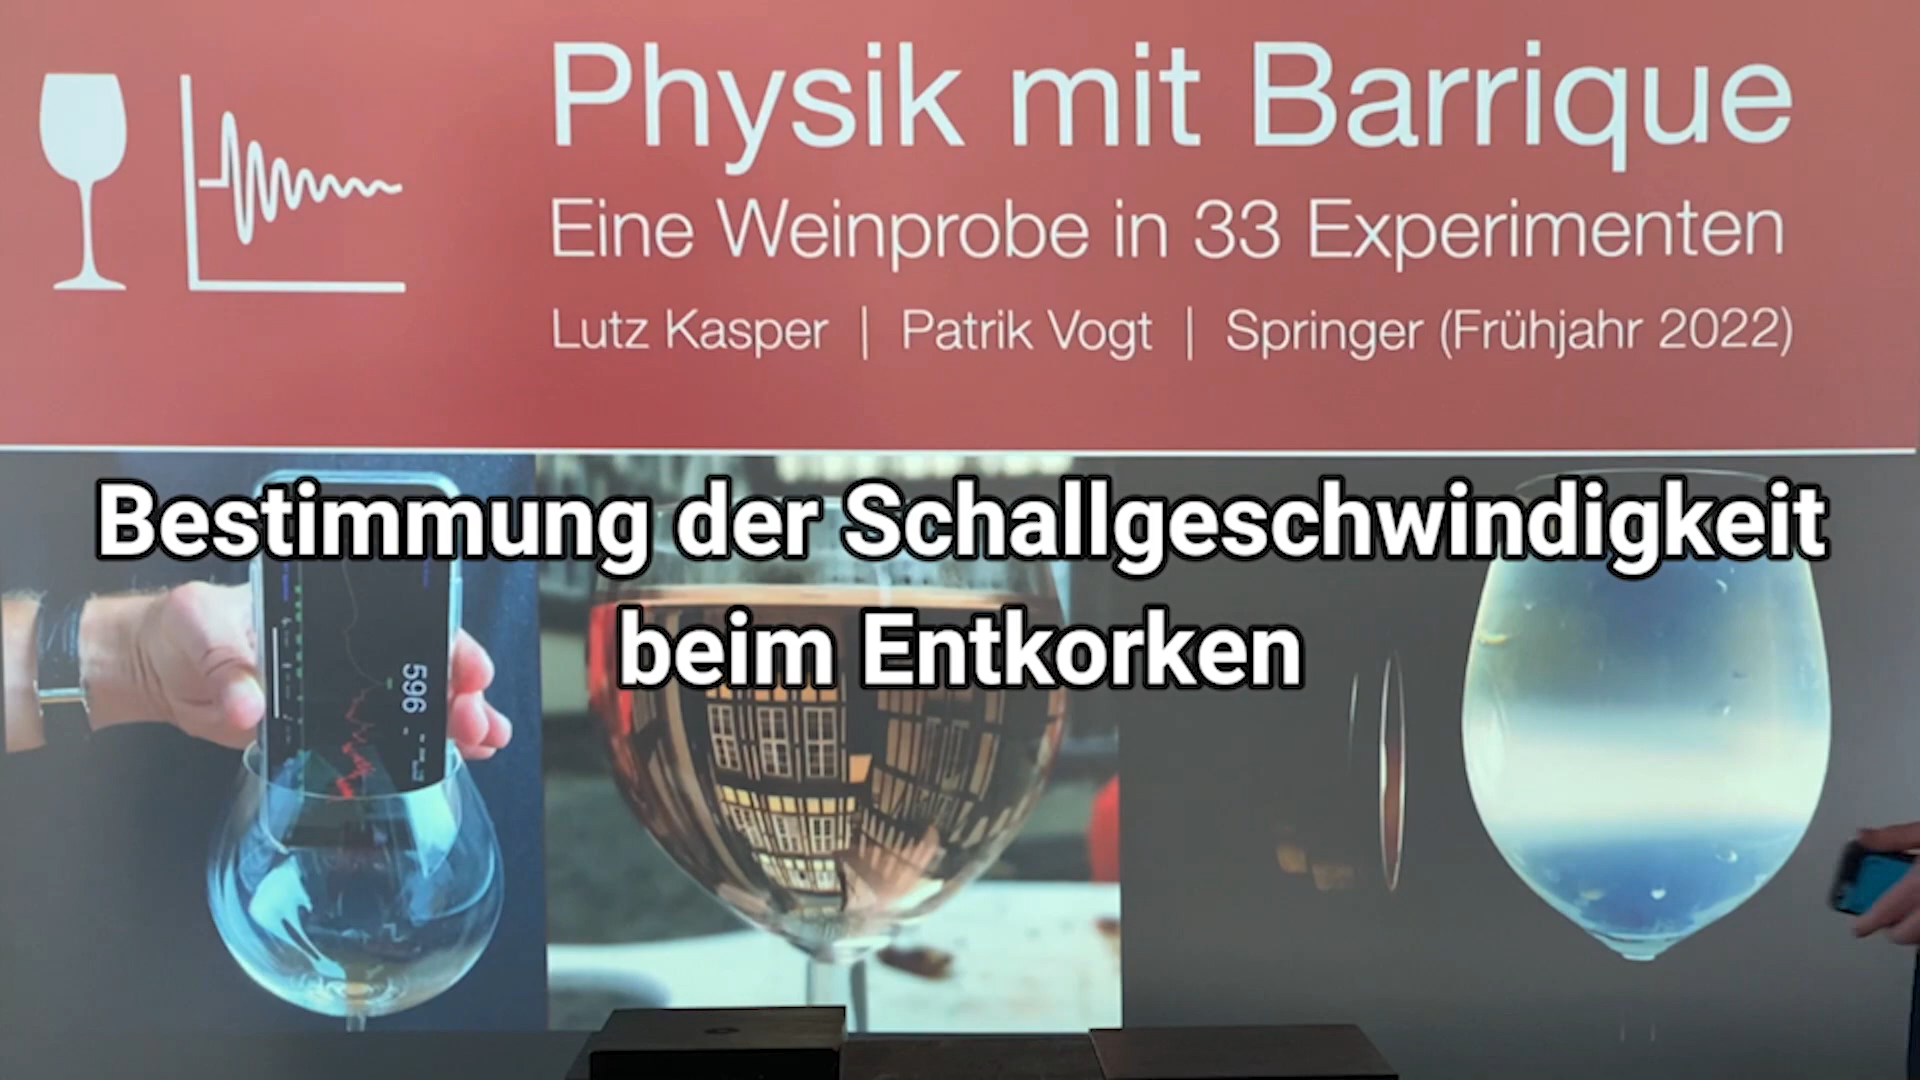 Physik mit Barrique
Eine Weinprobe in 33 Experimenten
Lutz Kasper | Patrik Vogt | Springer (Frühjahr 2022)
Bestimmung der Schallgeschwindigkeit
beim Entkorken
596